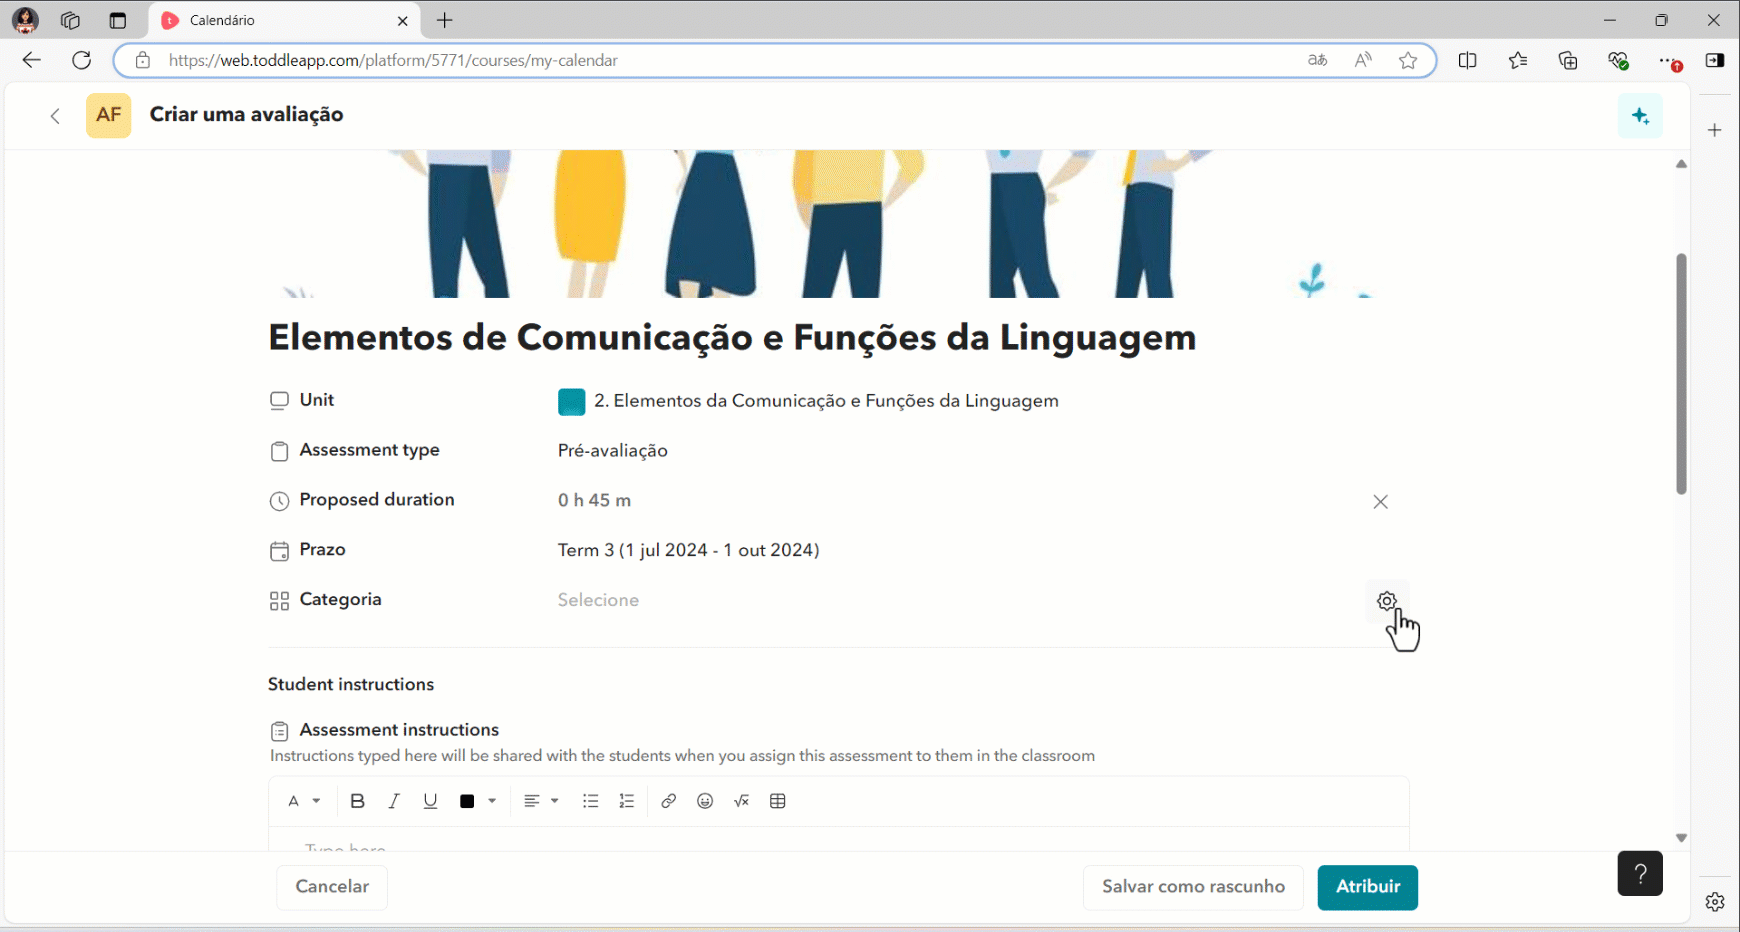 Calendário
https://web.toddleapp.com/platform/5771/courses/my-calendar
AF
Criar uma avaliação
Elementos de Comunicação e Funções da Linguagem
Unit
2. Elementos da Comunicação e Funções da Linguagem
Assessment type
Pré-avaliação
Proposed duration
0 h 45 m
Prazo
Term 3 (1 jul 2024 - 1 out 2024)
Categoria
Selecione
Student instructions
Assessment instructions
Instructions typed here will be shared with the students when you assign this assessment to them in the classroom
A
B I U
Type here
Cancelar
Salvar como rascunho
Atribuir
?